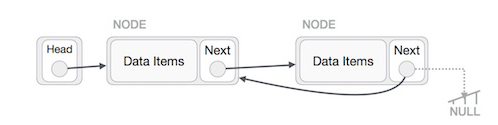 NODE
NODE
Head
Data Items
Next
Data Items
Next
NULL